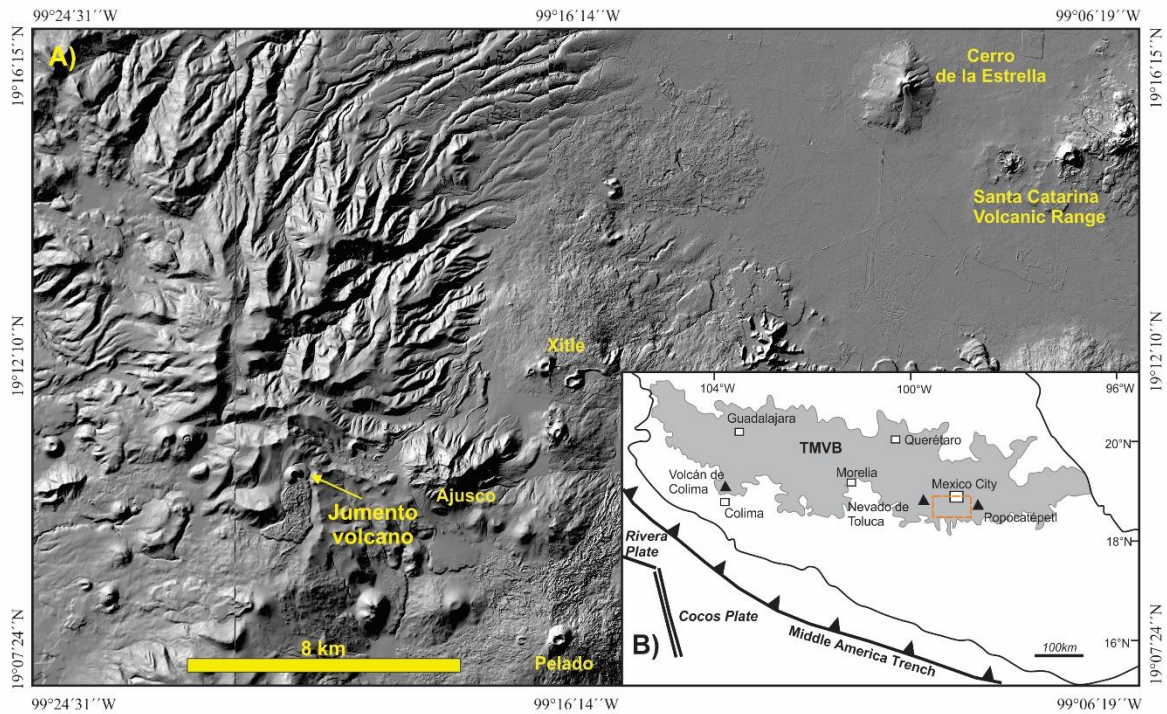 99°24´31´´W
99°16´14´´W
99°06´19´´W
19°16´15´´N
19°16´15´´N
A)
Cerro
de la Estrella
Santa Catarina
Volcanic Range
19°12´10´´N
19°12´10´´N
Xitle
Ajusco
Jumento
volcano
8 km
Pelado
104°W
100°W
96°W
Guadalajara
TMVB
Querétaro
20°N
Volcán de
Colima
Morelia
Mexico City
Colima
Nevado de
Toluca
Popocatépetl
Rivera
Plate
18°N
Cocos Plate
Middle America Trench
B)
100km
16°N
19°07´24´´N
19°07´24´´N
99°24´31´´W
99°16´14´´W
99°06´19´´W